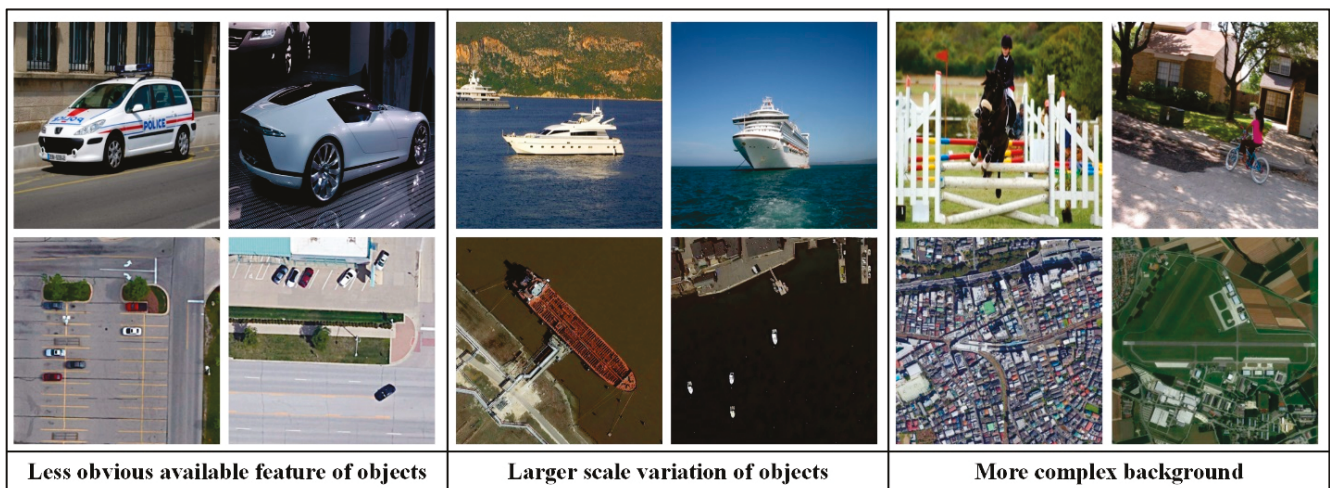 POLICE
Less obvious available feature of objects
Larger scale variation of objects
More complex background